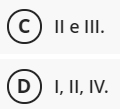 C II e III.
D I, II, IV.